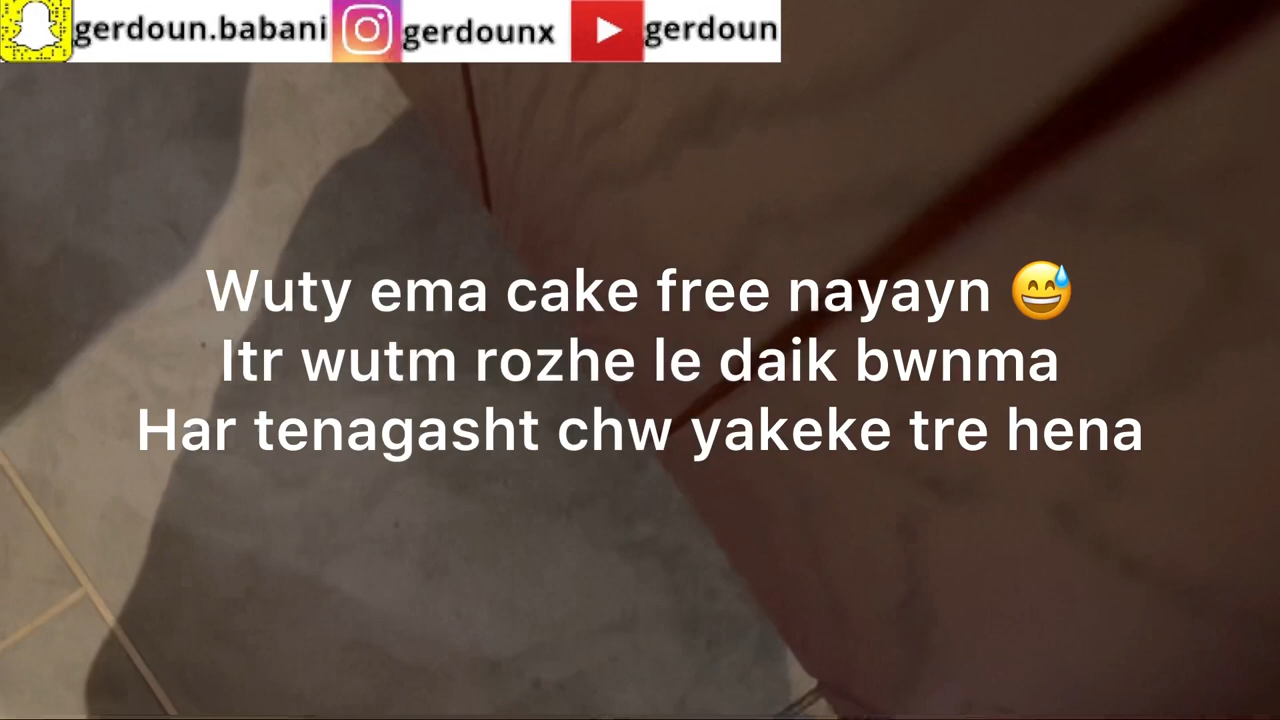 gerdoun.babani gerdounx gerdoun
Wuty ema cake free nayayn 😅
Itr wutm rozhe le daik bwnma
Har tenagasht chw yakeke tre hena